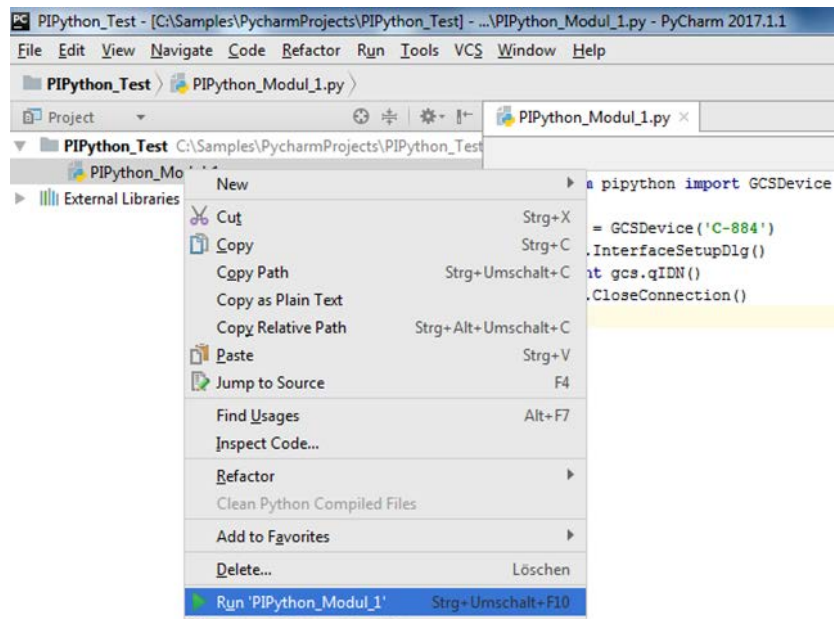 PIPython_Test - [C:\Samples\PycharmProjects\PIPython_Test] - ...\PIPython_Modul_1.py - PyCharm 2017.1.1
File Edit View Navigate Code Refactor Run Tools VCS Window Help
PIPython_Test PIPython_Modul_1.py
Project
PIPython_Modul_1.py
PIPython_Test C:\Samples\PycharmProjects\PIPython_Test
External Libraries
import GCSDevice
pipython
= GCSDevice('C-884')
.InterfaceSetupDlg()
gcs.qIDN()
.CloseConnection()
New
Cut Strg+X
Copy Strg+C
Copy Path Strg+Umschalt+C
Copy as Plain Text
Copy Relative Path Strg+Alt+Umschalt+C
Paste Strg+V
Jump to Source F4
Find Usages Alt+F7
Inspect Code...
Refactor
Clean Python Compiled Files
Add to Favorites
Delete... Löschen
Run 'PIPython_Modul_1' Strg+Umschalt+F10